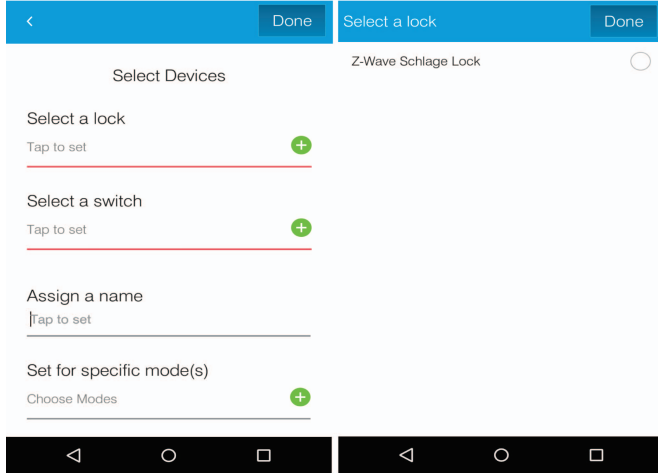 Done
Select Devices
Select a lock
Tap to set
Select a switch
Tap to set
Assign a name
Tap to set
Set for specific mode(s)
Choose Modes
Select a lock
Done
Z-Wave Schlage Lock